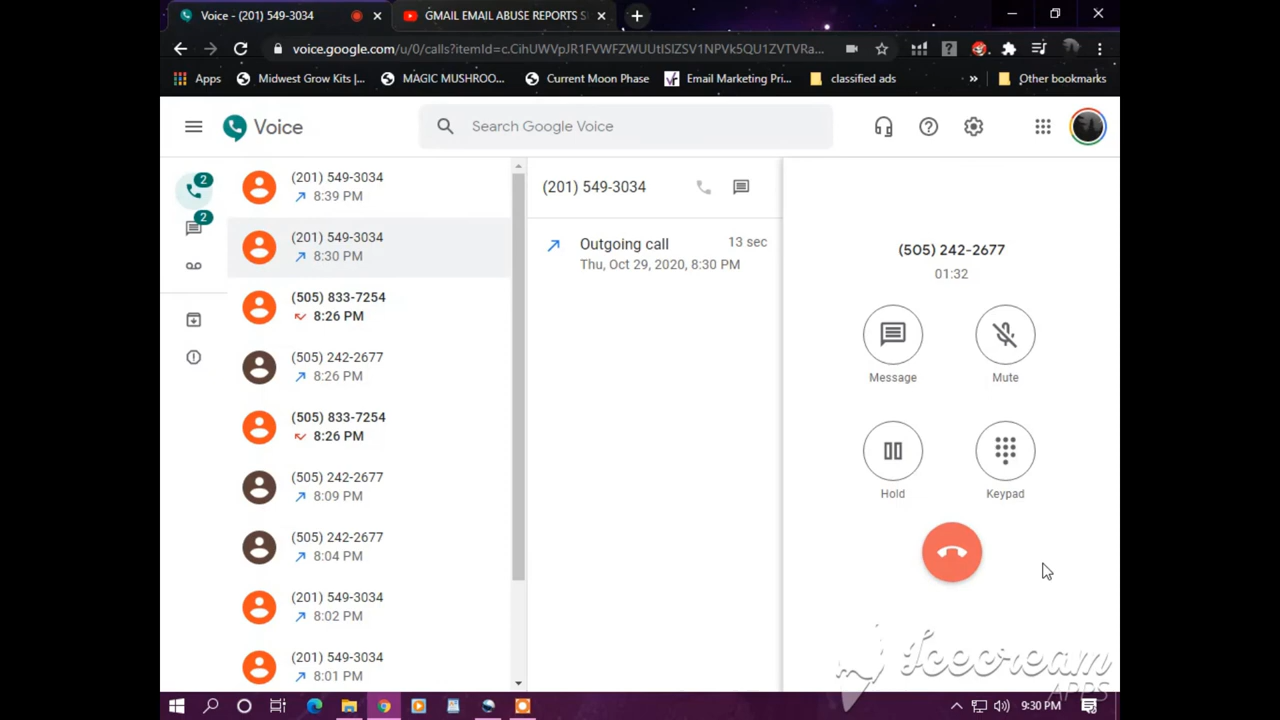 Voice - (201) 549-3034
GMAIL EMAIL ABUSE REPORTS S
voice.google.com/u/0/calls?itemId=c.CihUWVpJR1FVWFZWUUtISlZSV1NPVk5QU1ZVTVRa...
Apps
Midwest Grow Kits |...
MAGIC MUSHROO...
Current Moon Phase
Email Marketing Pri...
classified ads
»
Other bookmarks
Voice
Search Google Voice
2
2
(201) 549-3034
8:39 PM
(201) 549-3034
8:30 PM
(505) 833-7254
8:26 PM
(505) 242-2677
8:26 PM
(505) 833-7254
8:26 PM
(505) 242-2677
8:09 PM
(505) 242-2677
8:04 PM
(201) 549-3034
8:02 PM
(201) 549-3034
8:01 PM
(201) 549-3034
Outgoing call 13 sec
Thu, Oct 29, 2020, 8:30 PM
(505) 242-2677
01:32
Message
Mute
Hold
Keypad
Icecream
APPS
9:30 PM